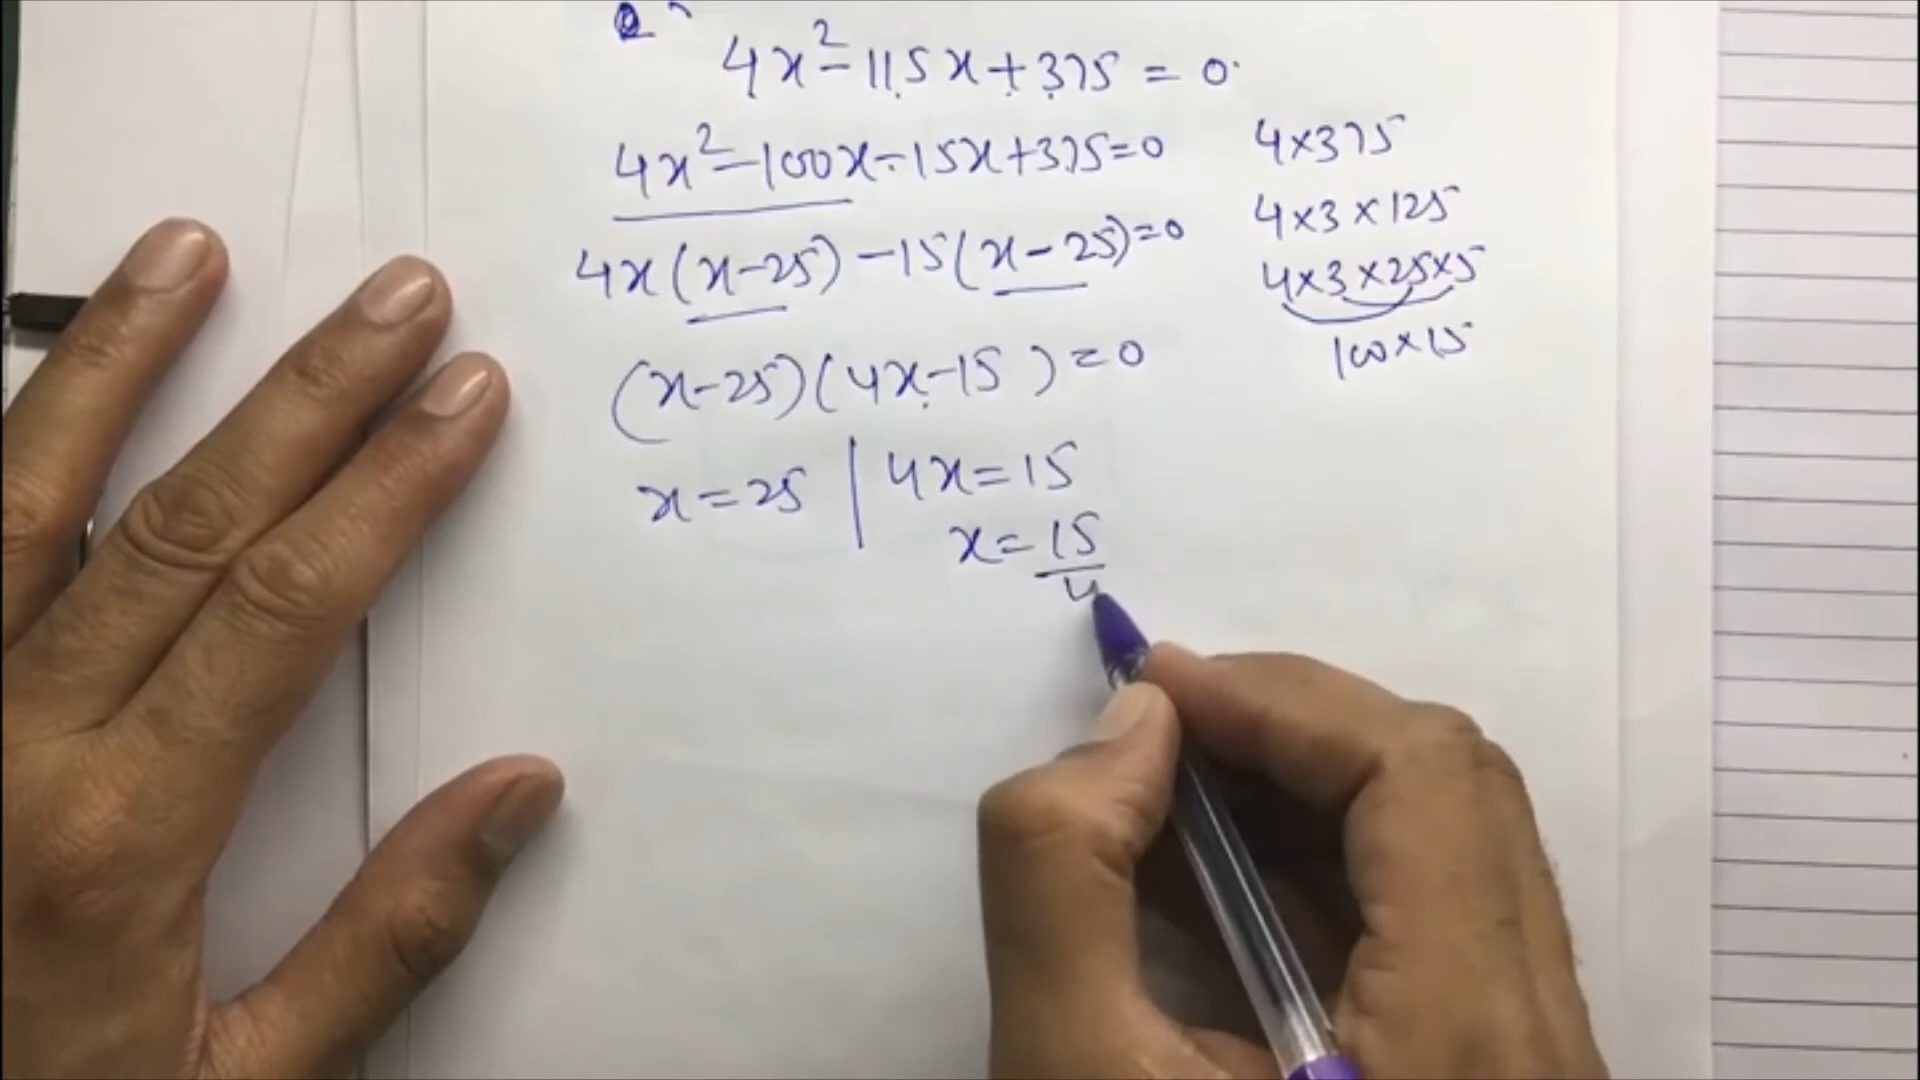 Q
4x² - 115x + 375 = 0
4x² - 100x - 15x + 375 = 0
4x(x - 25) - 15(x - 25) = 0
(x - 25)(4x - 15) = 0
x = 25 | 4x = 15
x = 15/4
4×375
4×3×125
4×3×25×5
100×15